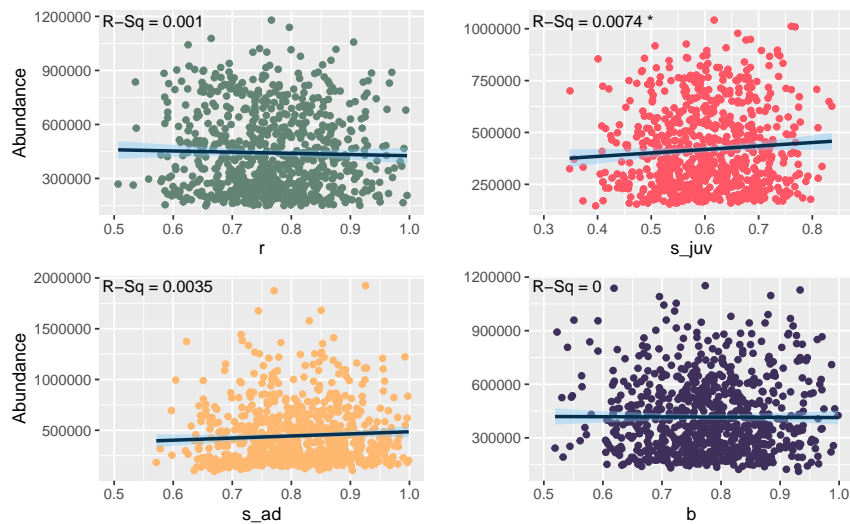 R−Sq = 0.001
1200000
900000
600000
300000
Abundance
0.5 0.6 0.7 0.8 0.9 1.0
r
R−Sq = 0.0074 *
1000000
750000
500000
250000
0.3 0.4 0.5 0.6 0.7 0.8
s_juv
R−Sq = 0.0035
2000000
1500000
1000000
500000
Abundance
0.5 0.6 0.7 0.8 0.9 1.0
s_ad
R−Sq = 0
1200000
900000
600000
300000
0.5 0.6 0.7 0.8 0.9 1.0
b